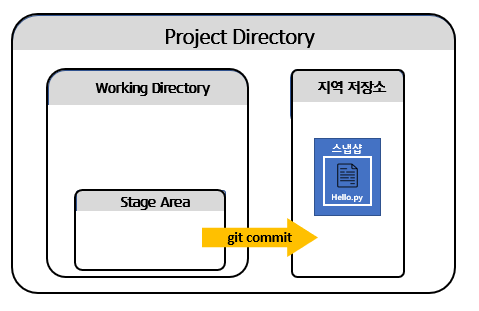 Project Directory
Working Directory
지역 저장소
스냅샷
Hello.py
Stage Area
git commit